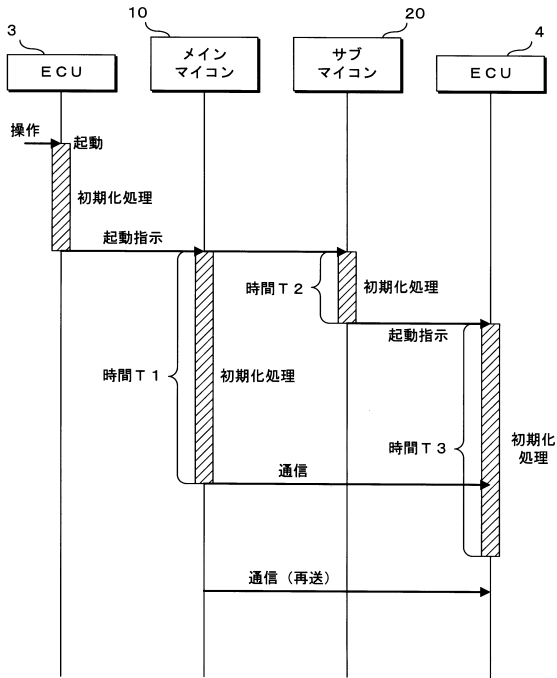 3
10
20
4
ＥＣＵ
メイン
マイコン
サブ
マイコン
ＥＣＵ
操作
起動
初期化処理
起動指示
時間Ｔ２
初期化処理
起動指示
時間Ｔ１
初期化処理
時間Ｔ３
初期化
処理
通信
通信（再送）